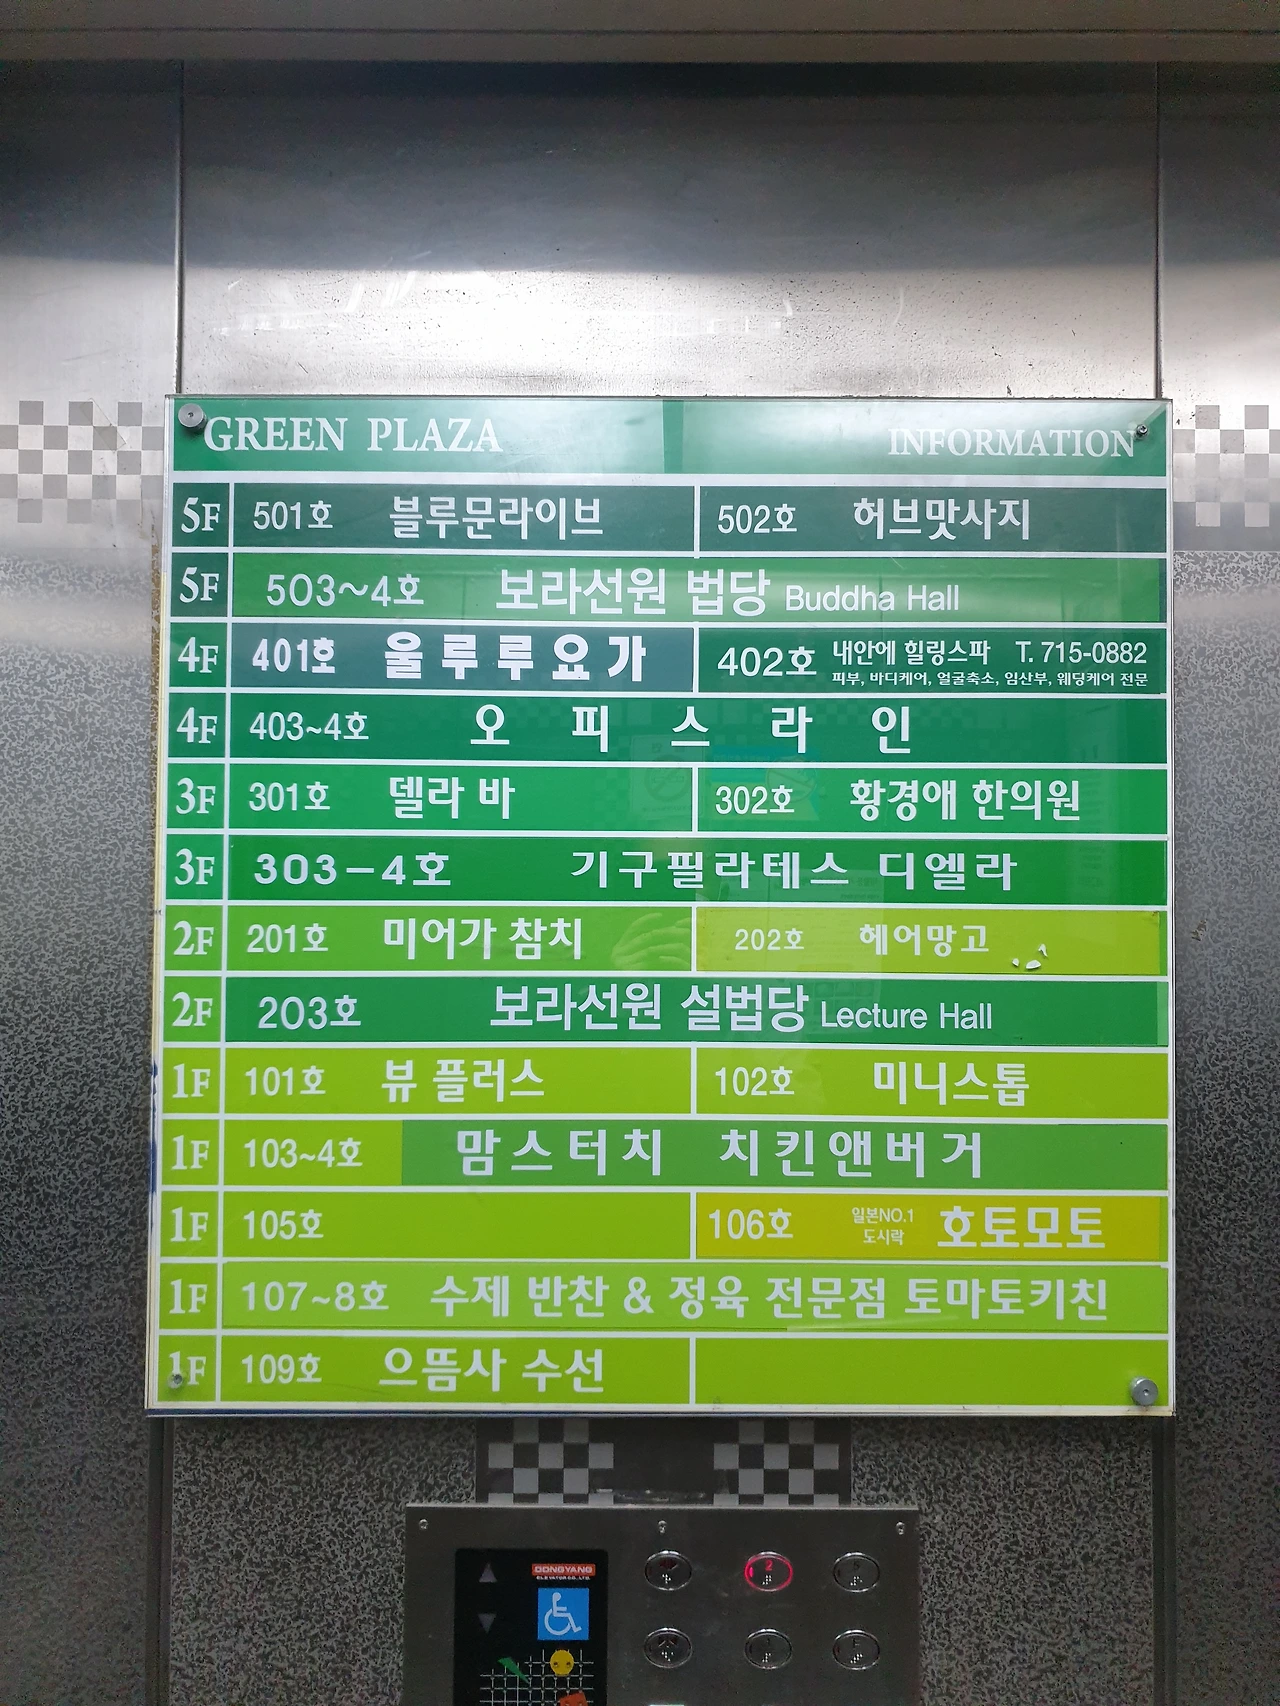 GREEN PLAZA INFORMATION
5F 501호 블루문라이브 502호 허브맛사지
5F 503~4호 보라선원 법당 Buddha Hall
4F 401호 울루루요가 402호 내안에 힐링스파 T. 715-0882
피부, 바디케어, 얼굴축소, 임산부, 웨딩케어 전문
4F 403~4호 오피스라인
3F 301호 델라 바 302호 황경애 한의원
3F 303-4호 기구필라테스 디엘라
2F 201호 미어가 참치 202호 헤어망고
2F 203호 보라선원 설법당 Lecture Hall
1F 101호 뷰 플러스 102호 미니스톱
1F 103~4호 맘스터치 치킨앤버거
1F 105호 106호 일본NO.1 도시락 호토모토
1F 107~8호 수제 반찬 & 정육 전문점 토마토키친
1F 109호 으뜸사 수선
DONGYANG
ELEVATOR CO., LTD.
2